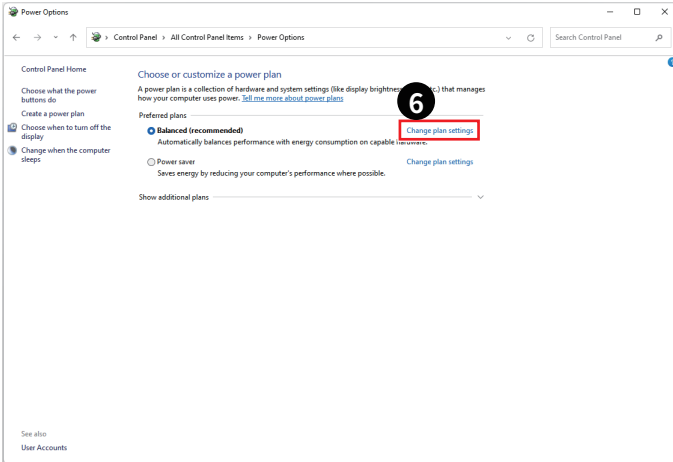 Power Options
Control Panel > All Control Panel Items > Power Options
Search Control Panel
Control Panel Home
Choose what the power
buttons do
Create a power plan
Choose when to turn off the
display
Change when the computer
sleeps
Choose or customize a power plan
A power plan is a collection of hardware and system settings (like display brightness, etc.) that manages
how your computer uses power. Tell me more about power plans
6
Preferred plans
Balanced (recommended)
Change plan settings
Automatically balances performance with energy consumption on capable hardware.
Power saver
Change plan settings
Saves energy by reducing your computer's performance where possible.
Show additional plans
See also
User Accounts